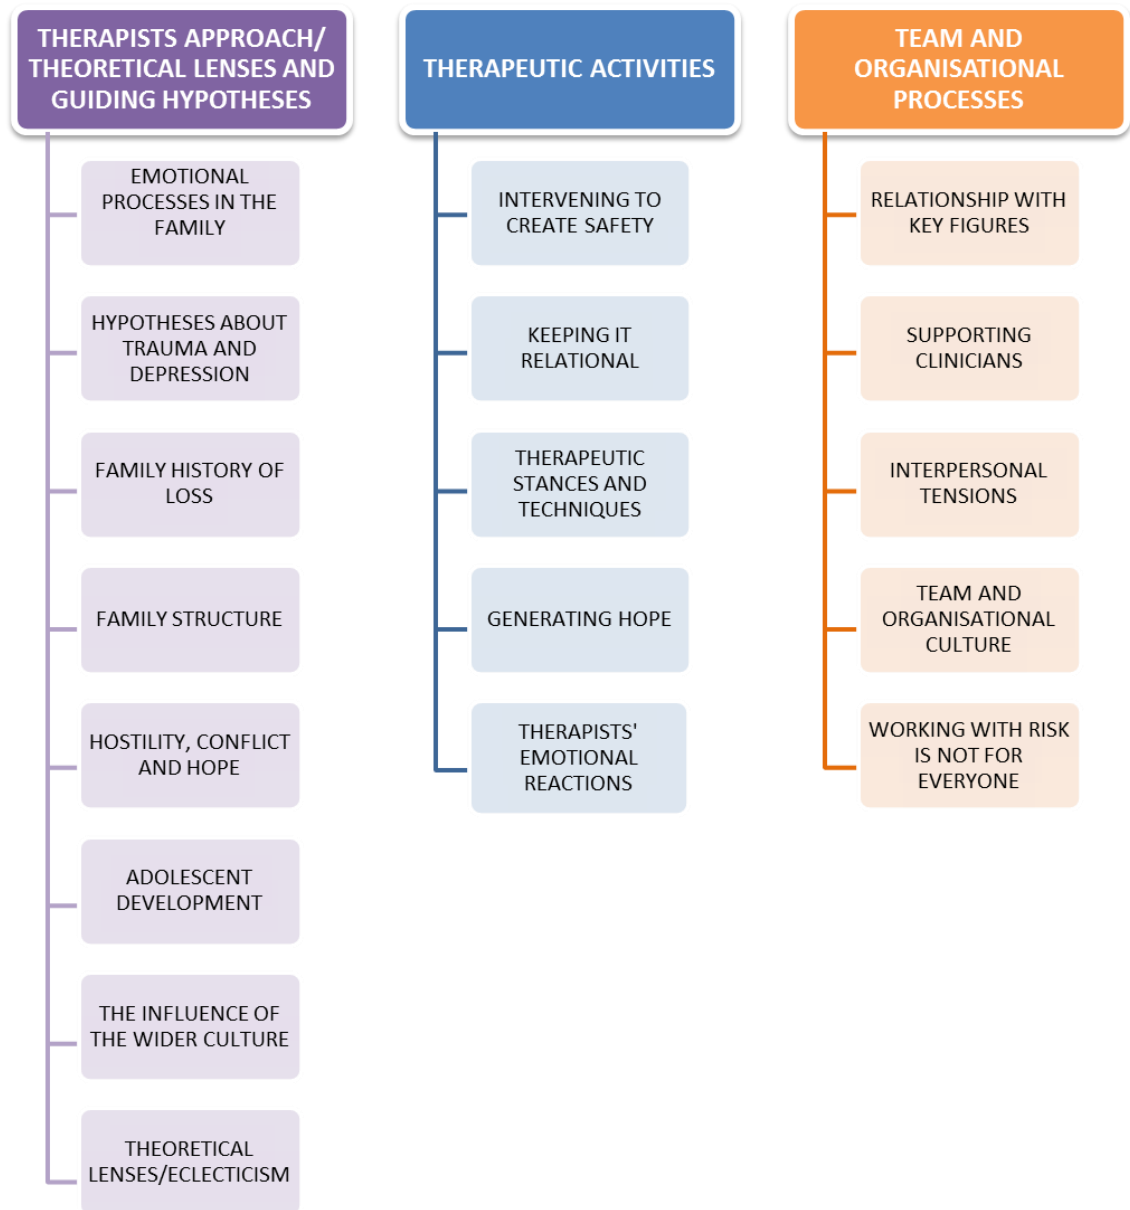 THERAPISTS APPROACH/
THEORETICAL LENSES AND
GUIDING HYPOTHESES
EMOTIONAL
PROCESSES IN THE
FAMILY
HYPOTHESES ABOUT
TRAUMA AND
DEPRESSION
FAMILY HISTORY OF
LOSS
FAMILY STRUCTURE
HOSTILITY, CONFLICT
AND HOPE
ADOLESCENT
DEVELOPMENT
THE INFLUENCE OF
THE WIDER CULTURE
THEORETICAL
LENSES/ECLECTICISM
THERAPEUTIC ACTIVITIES
INTERVENING TO
CREATE SAFETY
KEEPING IT
RELATIONAL
THERAPEUTIC
STANCES AND
TECHNIQUES
GENERATING HOPE
THERAPISTS'
EMOTIONAL
REACTIONS
TEAM AND
ORGANISATIONAL
PROCESSES
RELATIONSHIP WITH
KEY FIGURES
SUPPORTING
CLINICIANS
INTERPERSONAL
TENSIONS
TEAM AND
ORGANISATIONAL
CULTURE
WORKING WITH RISK
IS NOT FOR
EVERYONE